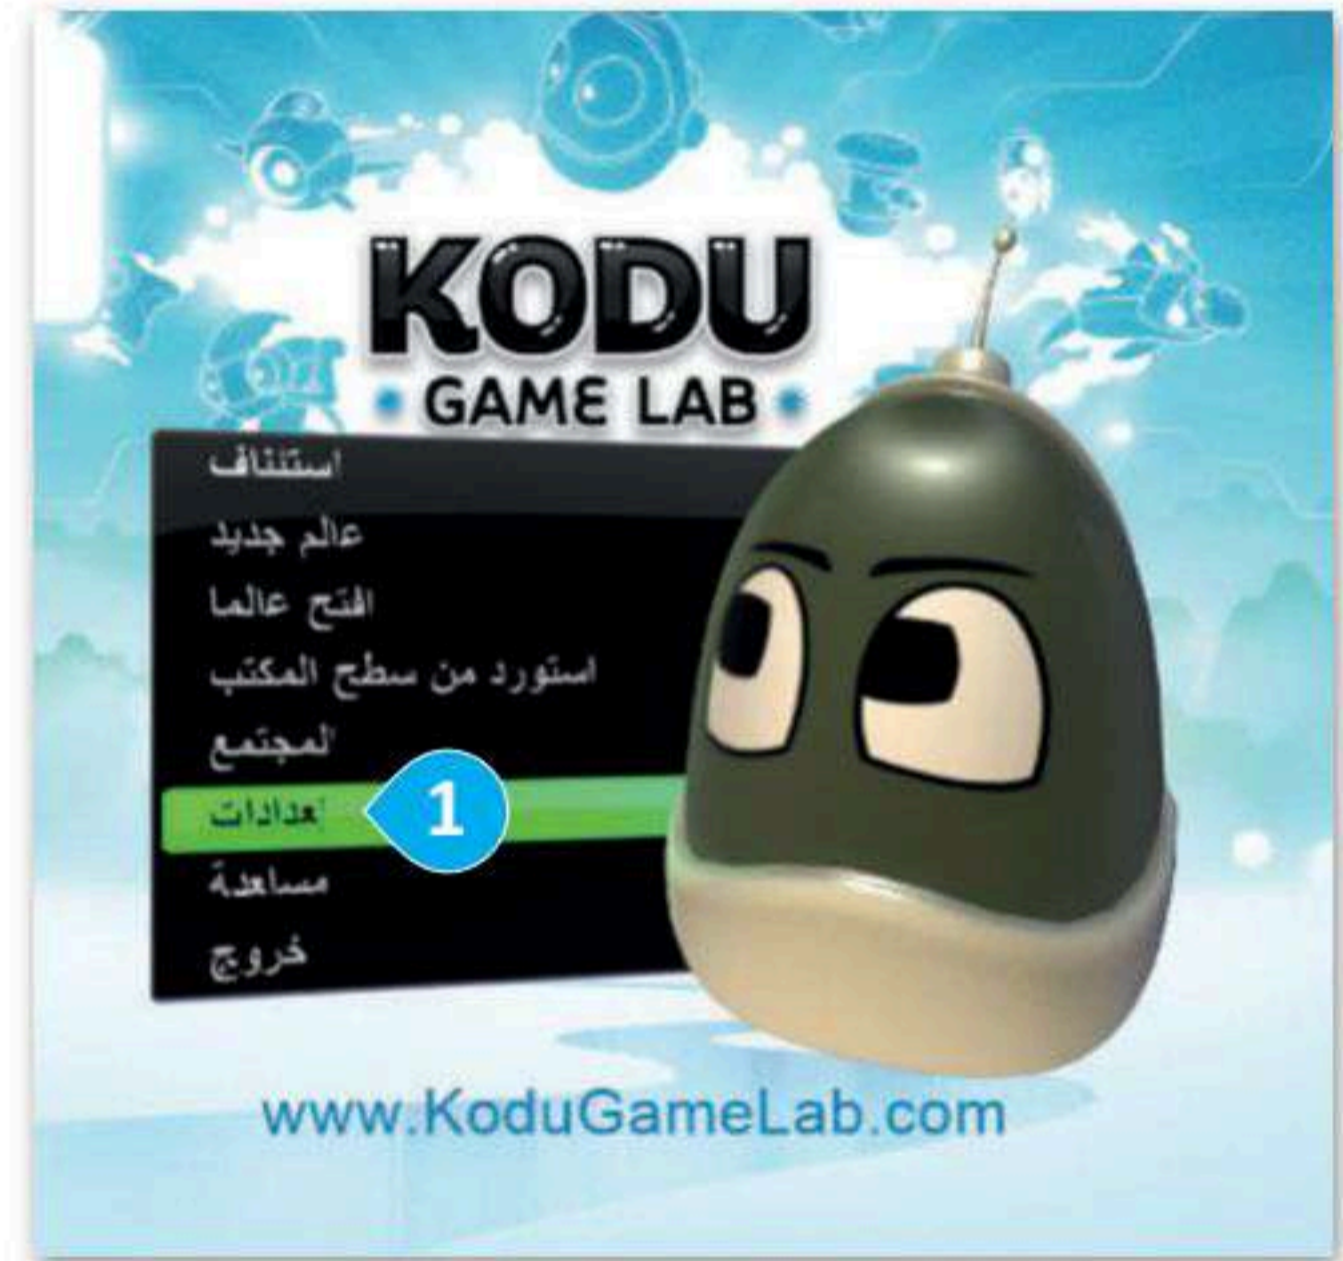 KODU
GAME LAB
استئناف
عالم جديد
افتح عالما
استورد من سطح المكتب
المجتمع
إعدادات
1
مساعدة
خروج
www.KoduGameLab.com